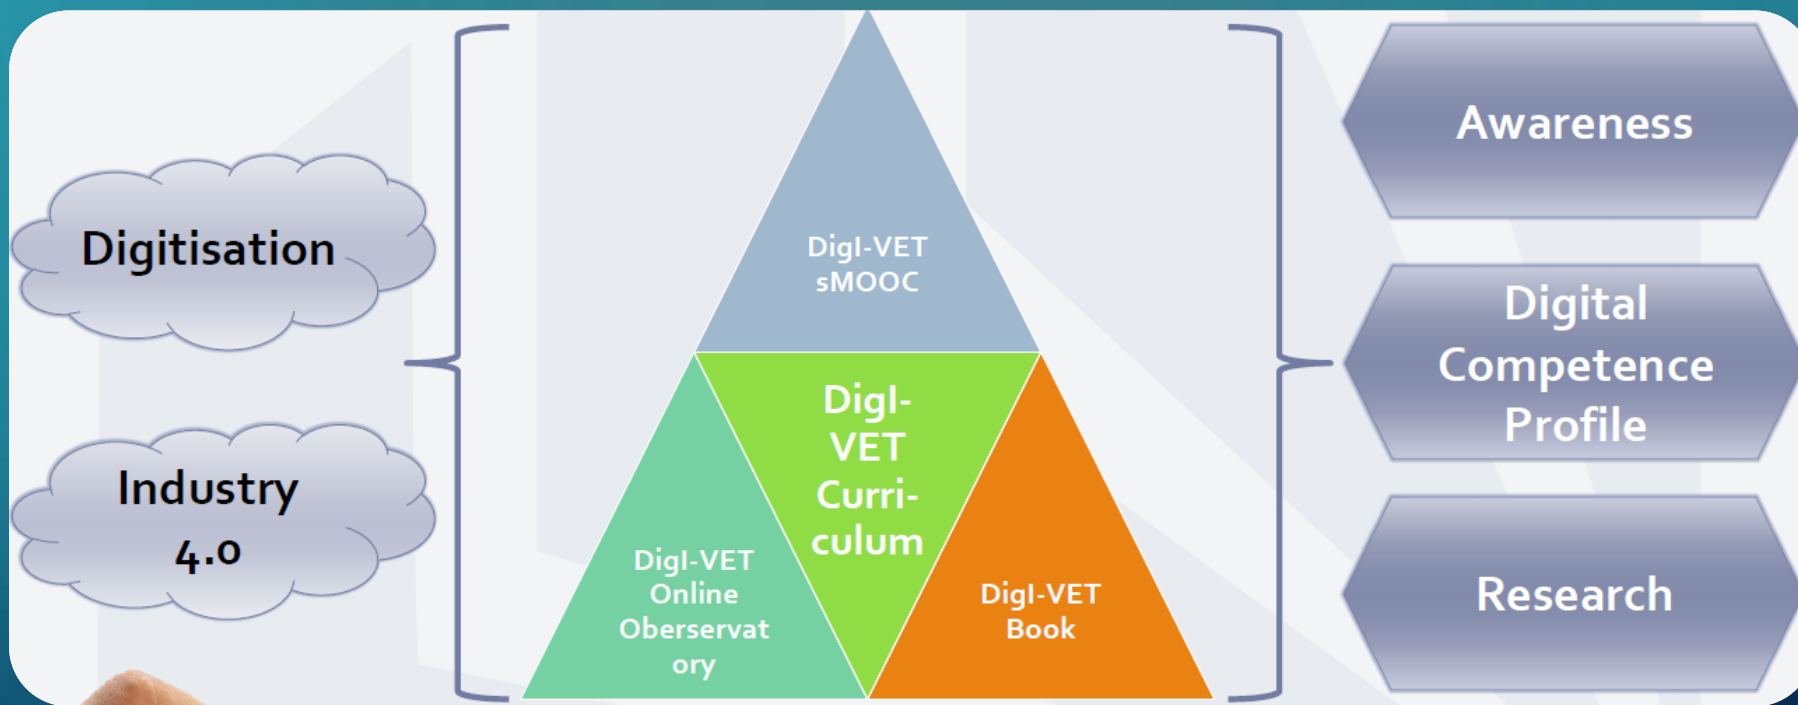 Digitisation
Industry
4.0
DigI-VET
sMOOC
DigI-
VET
Curri-
culum
DigI-VET
Online
Oberservat
ory
DigI-VET
Book
Awareness
Digital
Competence
Profile
Research